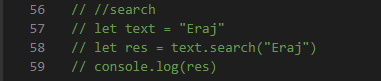 56 // //search
57 // let text = "Eraj"
58 // let res = text.search("Eraj")
59 // console.log(res)